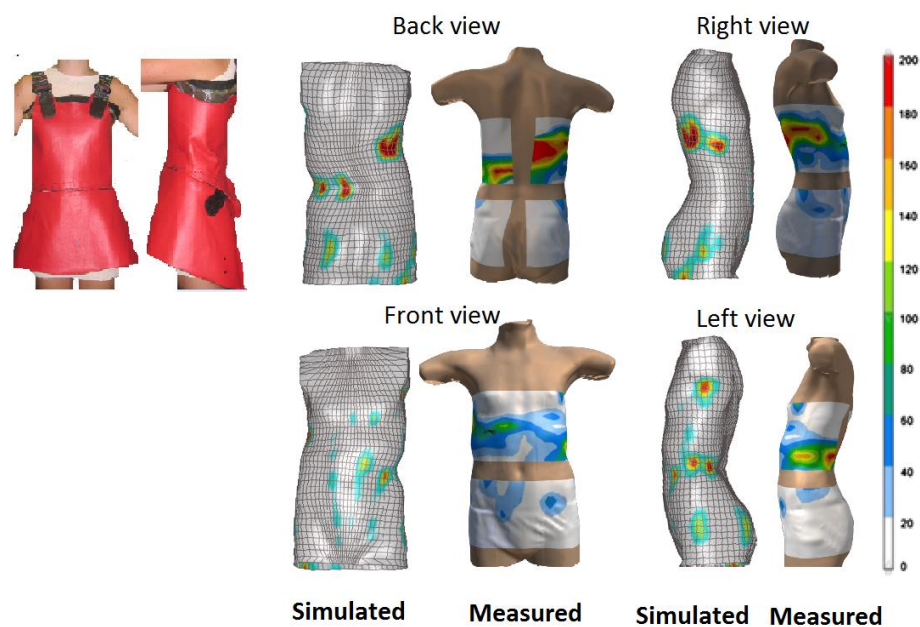 Back view
Right view
Front view
Left view
200
180
160
140
120
100
80
60
40
20
0
Simulated
Measured
Simulated
Measured